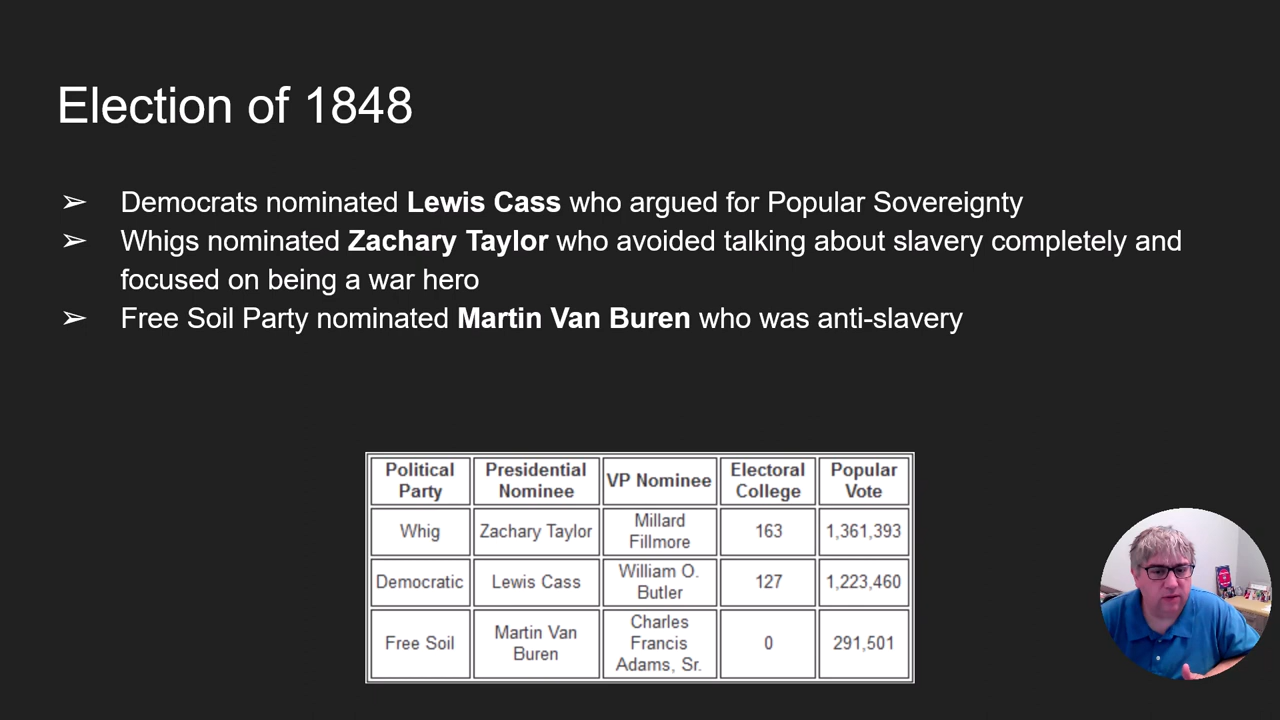 Election of 1848
➢ Democrats nominated Lewis Cass who argued for Popular Sovereignty
➢ Whigs nominated Zachary Taylor who avoided talking about slavery completely and
focused on being a war hero
➢ Free Soil Party nominated Martin Van Buren who was anti-slavery
Political Party | Presidential Nominee | VP Nominee | Electoral College | Popular Vote
Whig | Zachary Taylor | Millard Fillmore | 163 | 1,361,393
Democratic | Lewis Cass | William O. Butler | 127 | 1,223,460
Free Soil | Martin Van Buren | Charles Francis Adams, Sr. | 0 | 291,501